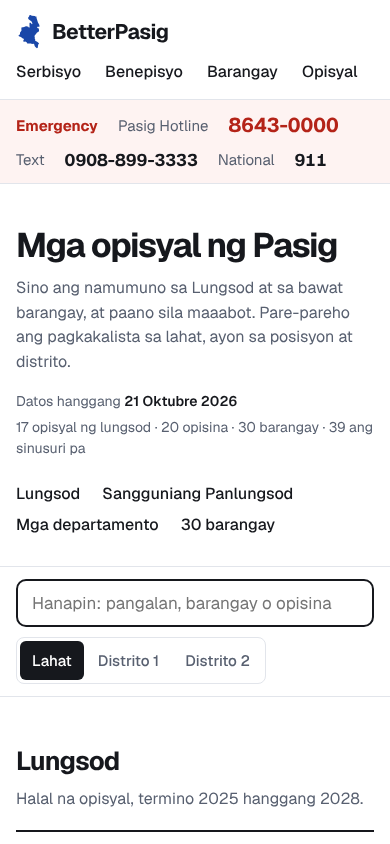 BetterPasig
Serbisyo Benepisyo Barangay Opisyal
Emergency Pasig Hotline 8643-0000
Text 0908-899-3333 National 911
Mga opisyal ng Pasig
Sino ang namumuno sa Lungsod at sa bawat
barangay, at paano sila maaabot. Pare-pareho
ang pagkakalista sa lahat, ayon sa posisyon at
distrito.
Datos hanggang 21 Oktubre 2026
17 opisyal ng lungsod · 20 opisina · 30 barangay · 39 ang
sinusuri pa
Lungsod Sangguniang Panlungsod
Mga departamento 30 barangay
Hanapin: pangalan, barangay o opisina
Lahat Distrito 1 Distrito 2
Lungsod
Halal na opisyal, termino 2025 hanggang 2028.